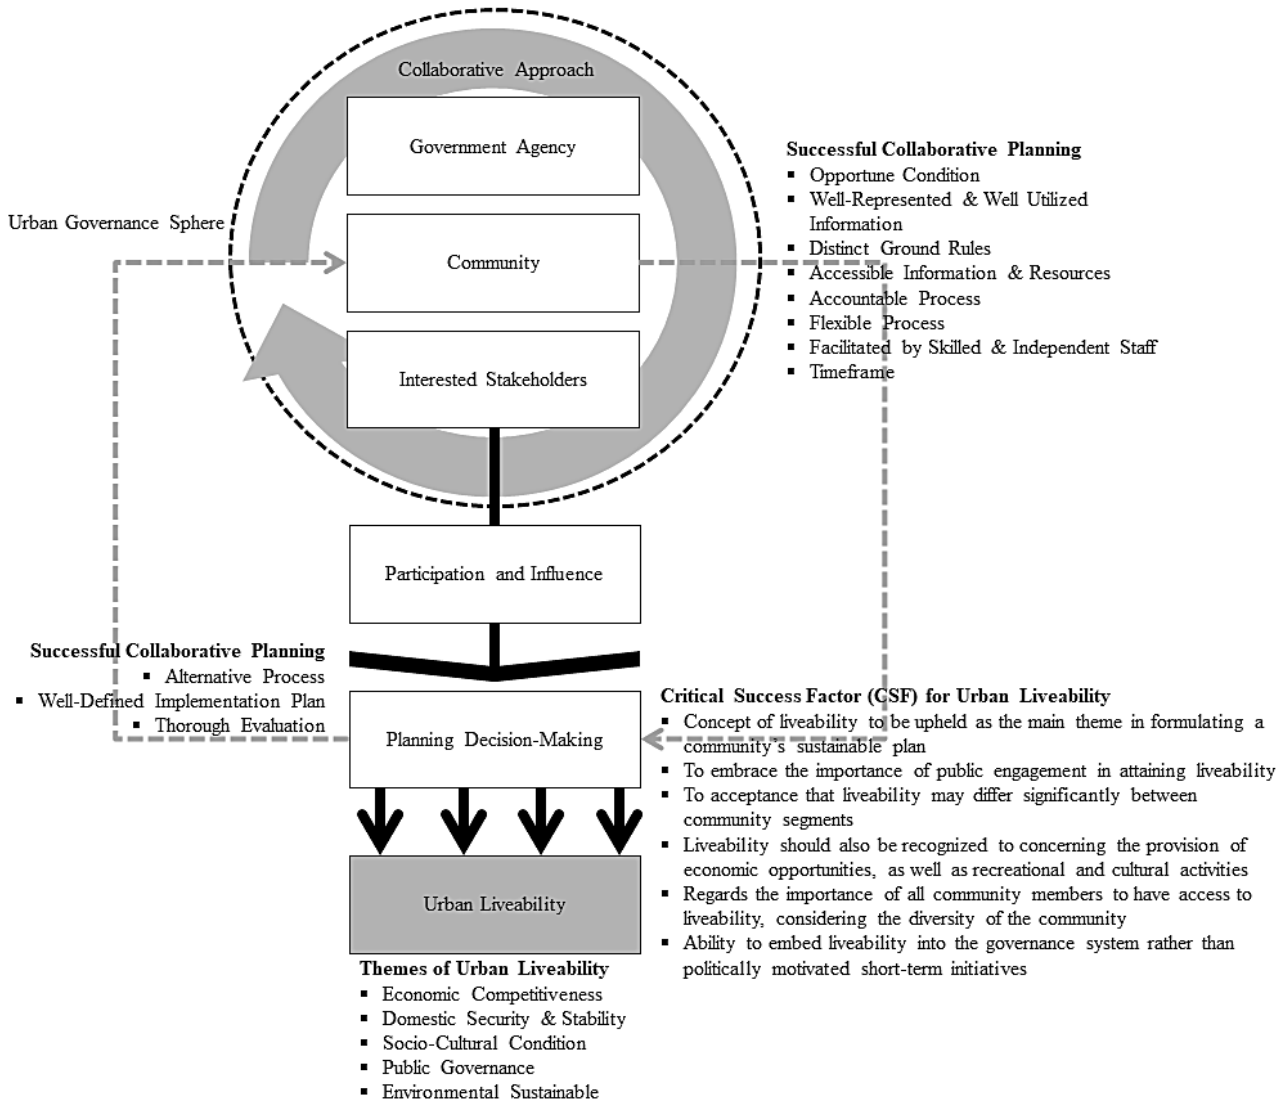 Collaborative Approach
Government Agency
Urban Governance Sphere
Community
Interested Stakeholders
Successful Collaborative Planning
▪ Opportune Condition
▪ Well-Represented & Well Utilized
Information
▪ Distinct Ground Rules
▪ Accessible Information & Resources
▪ Accountable Process
▪ Flexible Process
▪ Facilitated by Skilled & Independent Staff
▪ Timeframe
Participation and Influence
Successful Collaborative Planning
▪ Alternative Process
▪ Well-Defined Implementation Plan
▪ Thorough Evaluation
Planning Decision-Making
Critical Success Factor (CSF) for Urban Liveability
▪ Concept of liveability to be upheld as the main theme in formulating a
community's sustainable plan
▪ To embrace the importance of public engagement in attaining liveability
▪ To acceptance that liveability may differ significantly between
community segments
▪ Liveability should also be recognized to concerning the provision of
economic opportunities, as well as recreational and cultural activities
▪ Regards the importance of all community members to have access to
liveability, considering the diversity of the community
▪ Ability to embed liveability into the governance system rather than
politically motivated short-term initiatives
Urban Liveability
Themes of Urban Liveability
▪ Economic Competitiveness
▪ Domestic Security & Stability
▪ Socio-Cultural Condition
▪ Public Governance
▪ Environmental Sustainable